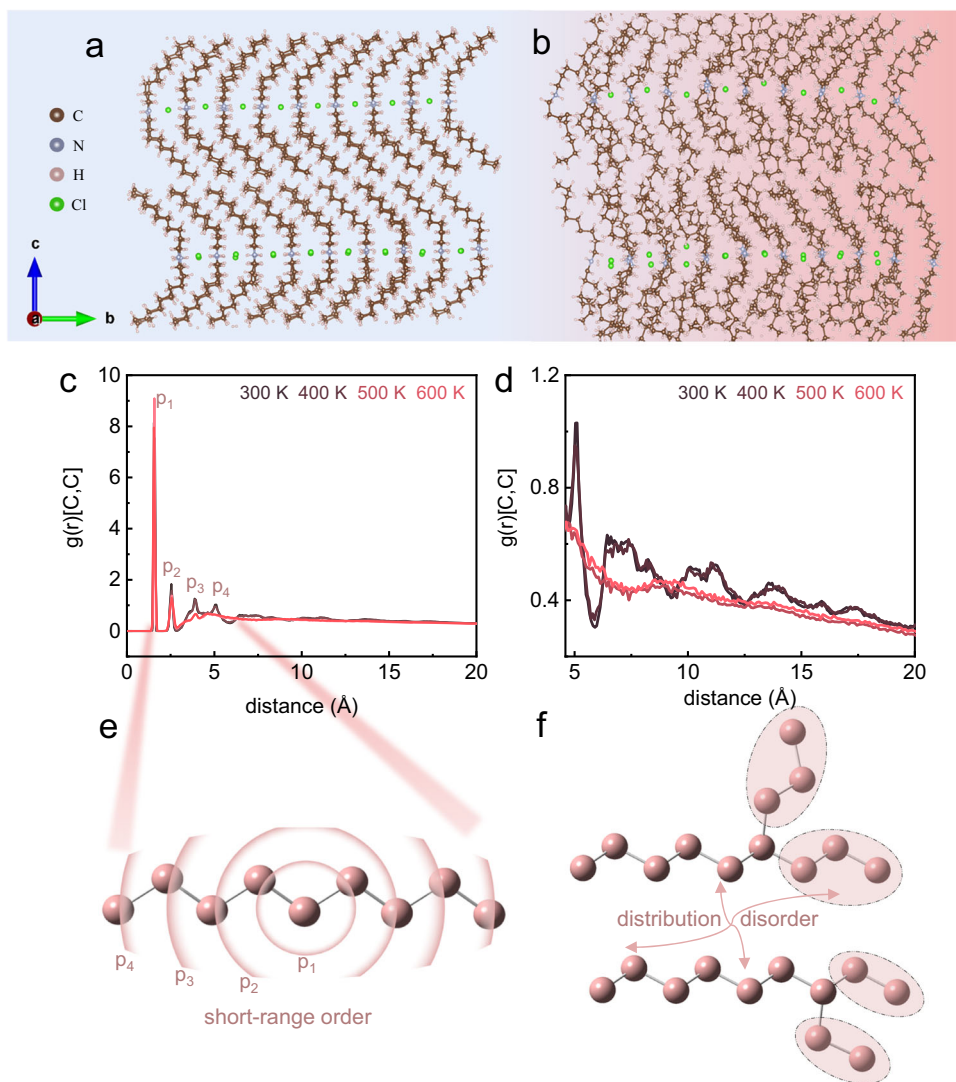 a
b
C
N
H
Cl
c
a
b
c
300 K 400 K 500 K 600 K
p1
p2
p3
p4
g(r)[C,C]
10
8
6
4
2
0
0 5 10 15 20
distance (Å)
d
300 K 400 K 500 K 600 K
g(r)[C,C]
1.2
0.8
0.4
5 10 15 20
distance (Å)
e
p4
p3
p2
p1
short-range order
f
distribution disorder